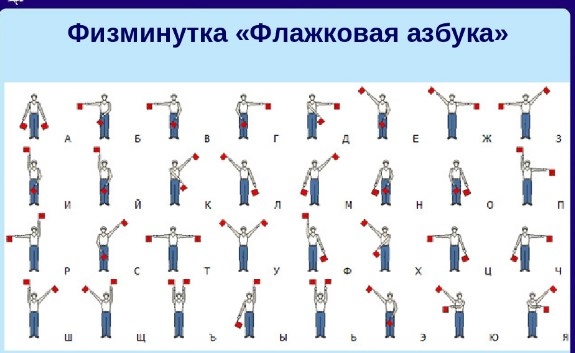 Физминутка «Флажковая азбука»
А Б В Г Д Е Ж З
И Й К Л М Н О П
Р С Т У Ф Х Ц Ч
Ш Щ Ъ Ы Ь Э Ю Я